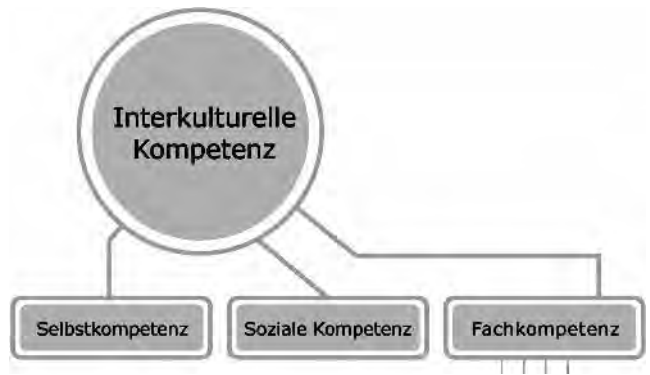 Interkulturelle
Kompetenz
Selbstkompetenz
Soziale Kompetenz
Fachkompetenz